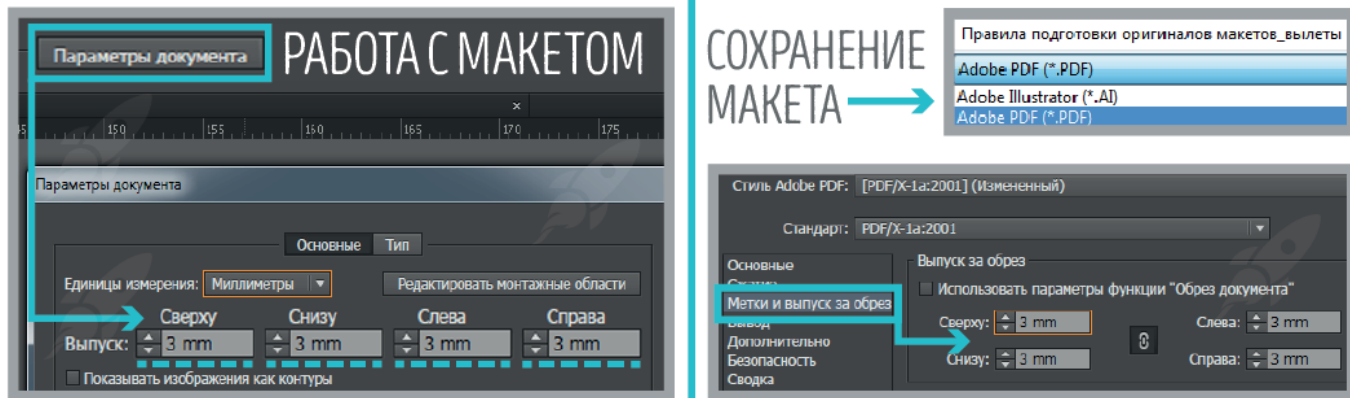 Параметры документа
РАБОТА С МАКЕТОМ
×
150 155 160 165 170 175
Параметры документа
Основные Тип
Единицы измерения: Миллиметры Редактировать монтажные области
Сверху Снизу Слева Справа
Выпуск: 3 mm 3 mm 3 mm 3 mm
Показывать изображения как контуры
СОХРАНЕНИЕ
МАКЕТА
Правила подготовки оригиналов макетов_вылеты
Adobe PDF (*.PDF)
Adobe Illustrator (*.AI)
Adobe PDF (*.PDF)
Стиль Adobe PDF: [PDF/X-1a:2001] (Измененный)
Стандарт: PDF/X-1a:2001
Основные
Метки и выпуск за обрез
Вывод
Дополнительно
Безопасность
Сводка
Выпуск за обрез
Использовать параметры функции "Обрез документа"
Сверху: 3 mm Слева: 3 mm
Снизу: 3 mm Справа: 3 mm